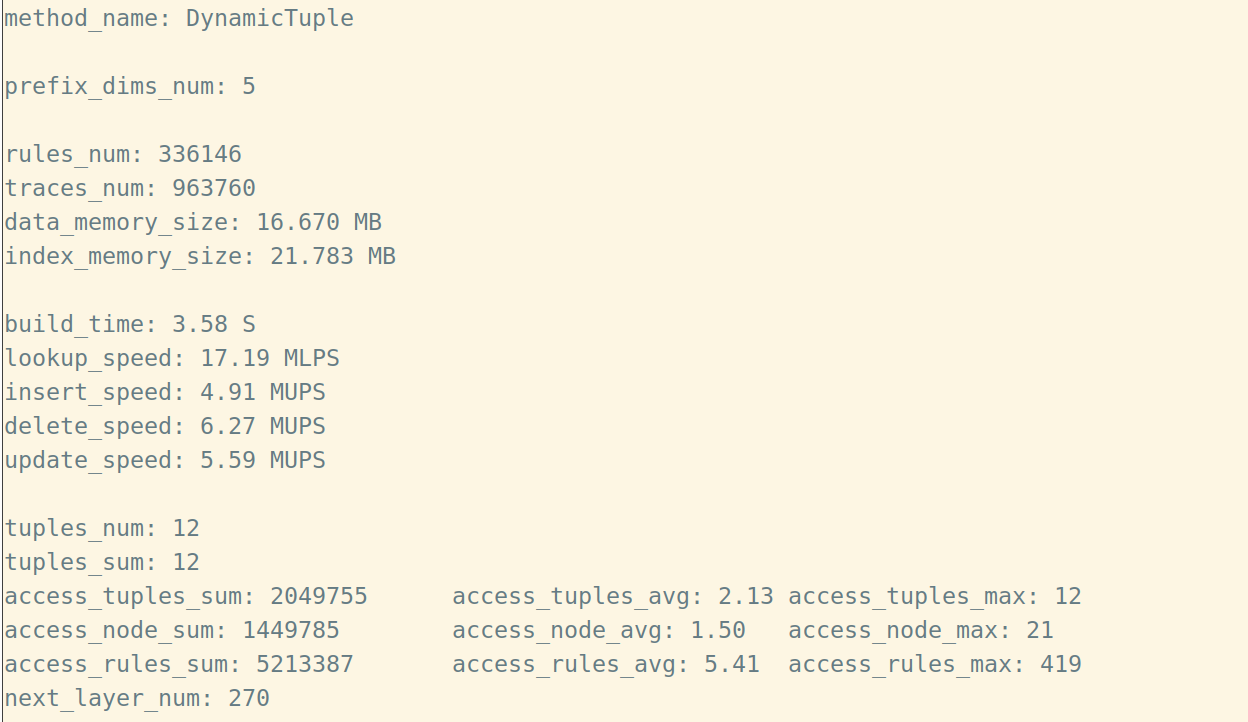 method_name: DynamicTuple
prefix_dims_num: 5
rules_num: 336146
traces_num: 963760
data_memory_size: 16.670 MB
index_memory_size: 21.783 MB
build_time: 3.58 S
lookup_speed: 17.19 MLPS
insert_speed: 4.91 MUPS
delete_speed: 6.27 MUPS
update_speed: 5.59 MUPS
tuples_num: 12
tuples_sum: 12
access_tuples_sum: 2049755 access_tuples_avg: 2.13 access_tuples_max: 12
access_node_sum: 1449785 access_node_avg: 1.50 access_node_max: 21
access_rules_sum: 5213387 access_rules_avg: 5.41 access_rules_max: 419
next_layer_num: 270